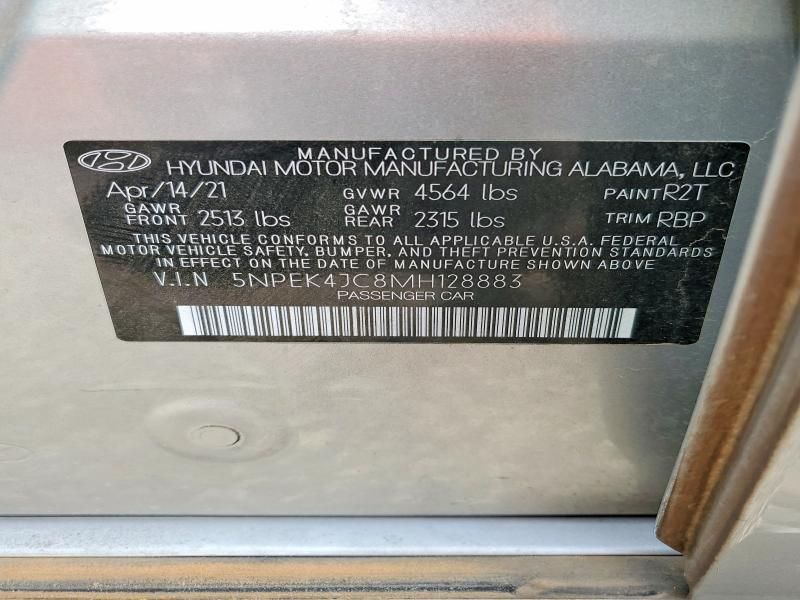 MANUFACTURED BY
HYUNDAI MOTOR MANUFACTURING ALABAMA, LLC
Apr/14/21 GVWR 4564 lbs PAINT R2T
GAWR FRONT 2513 lbs GAWR REAR 2315 lbs TRIM RBP
THIS VEHICLE CONFORMS TO ALL APPLICABLE U.S.A. FEDERAL
MOTOR VEHICLE SAFETY, BUMPER, AND THEFT PREVENTION STANDARDS
IN EFFECT ON THE DATE OF MANUFACTURE SHOWN ABOVE
V.I.N 5NPEK4JC8MH128883
PASSENGER CAR